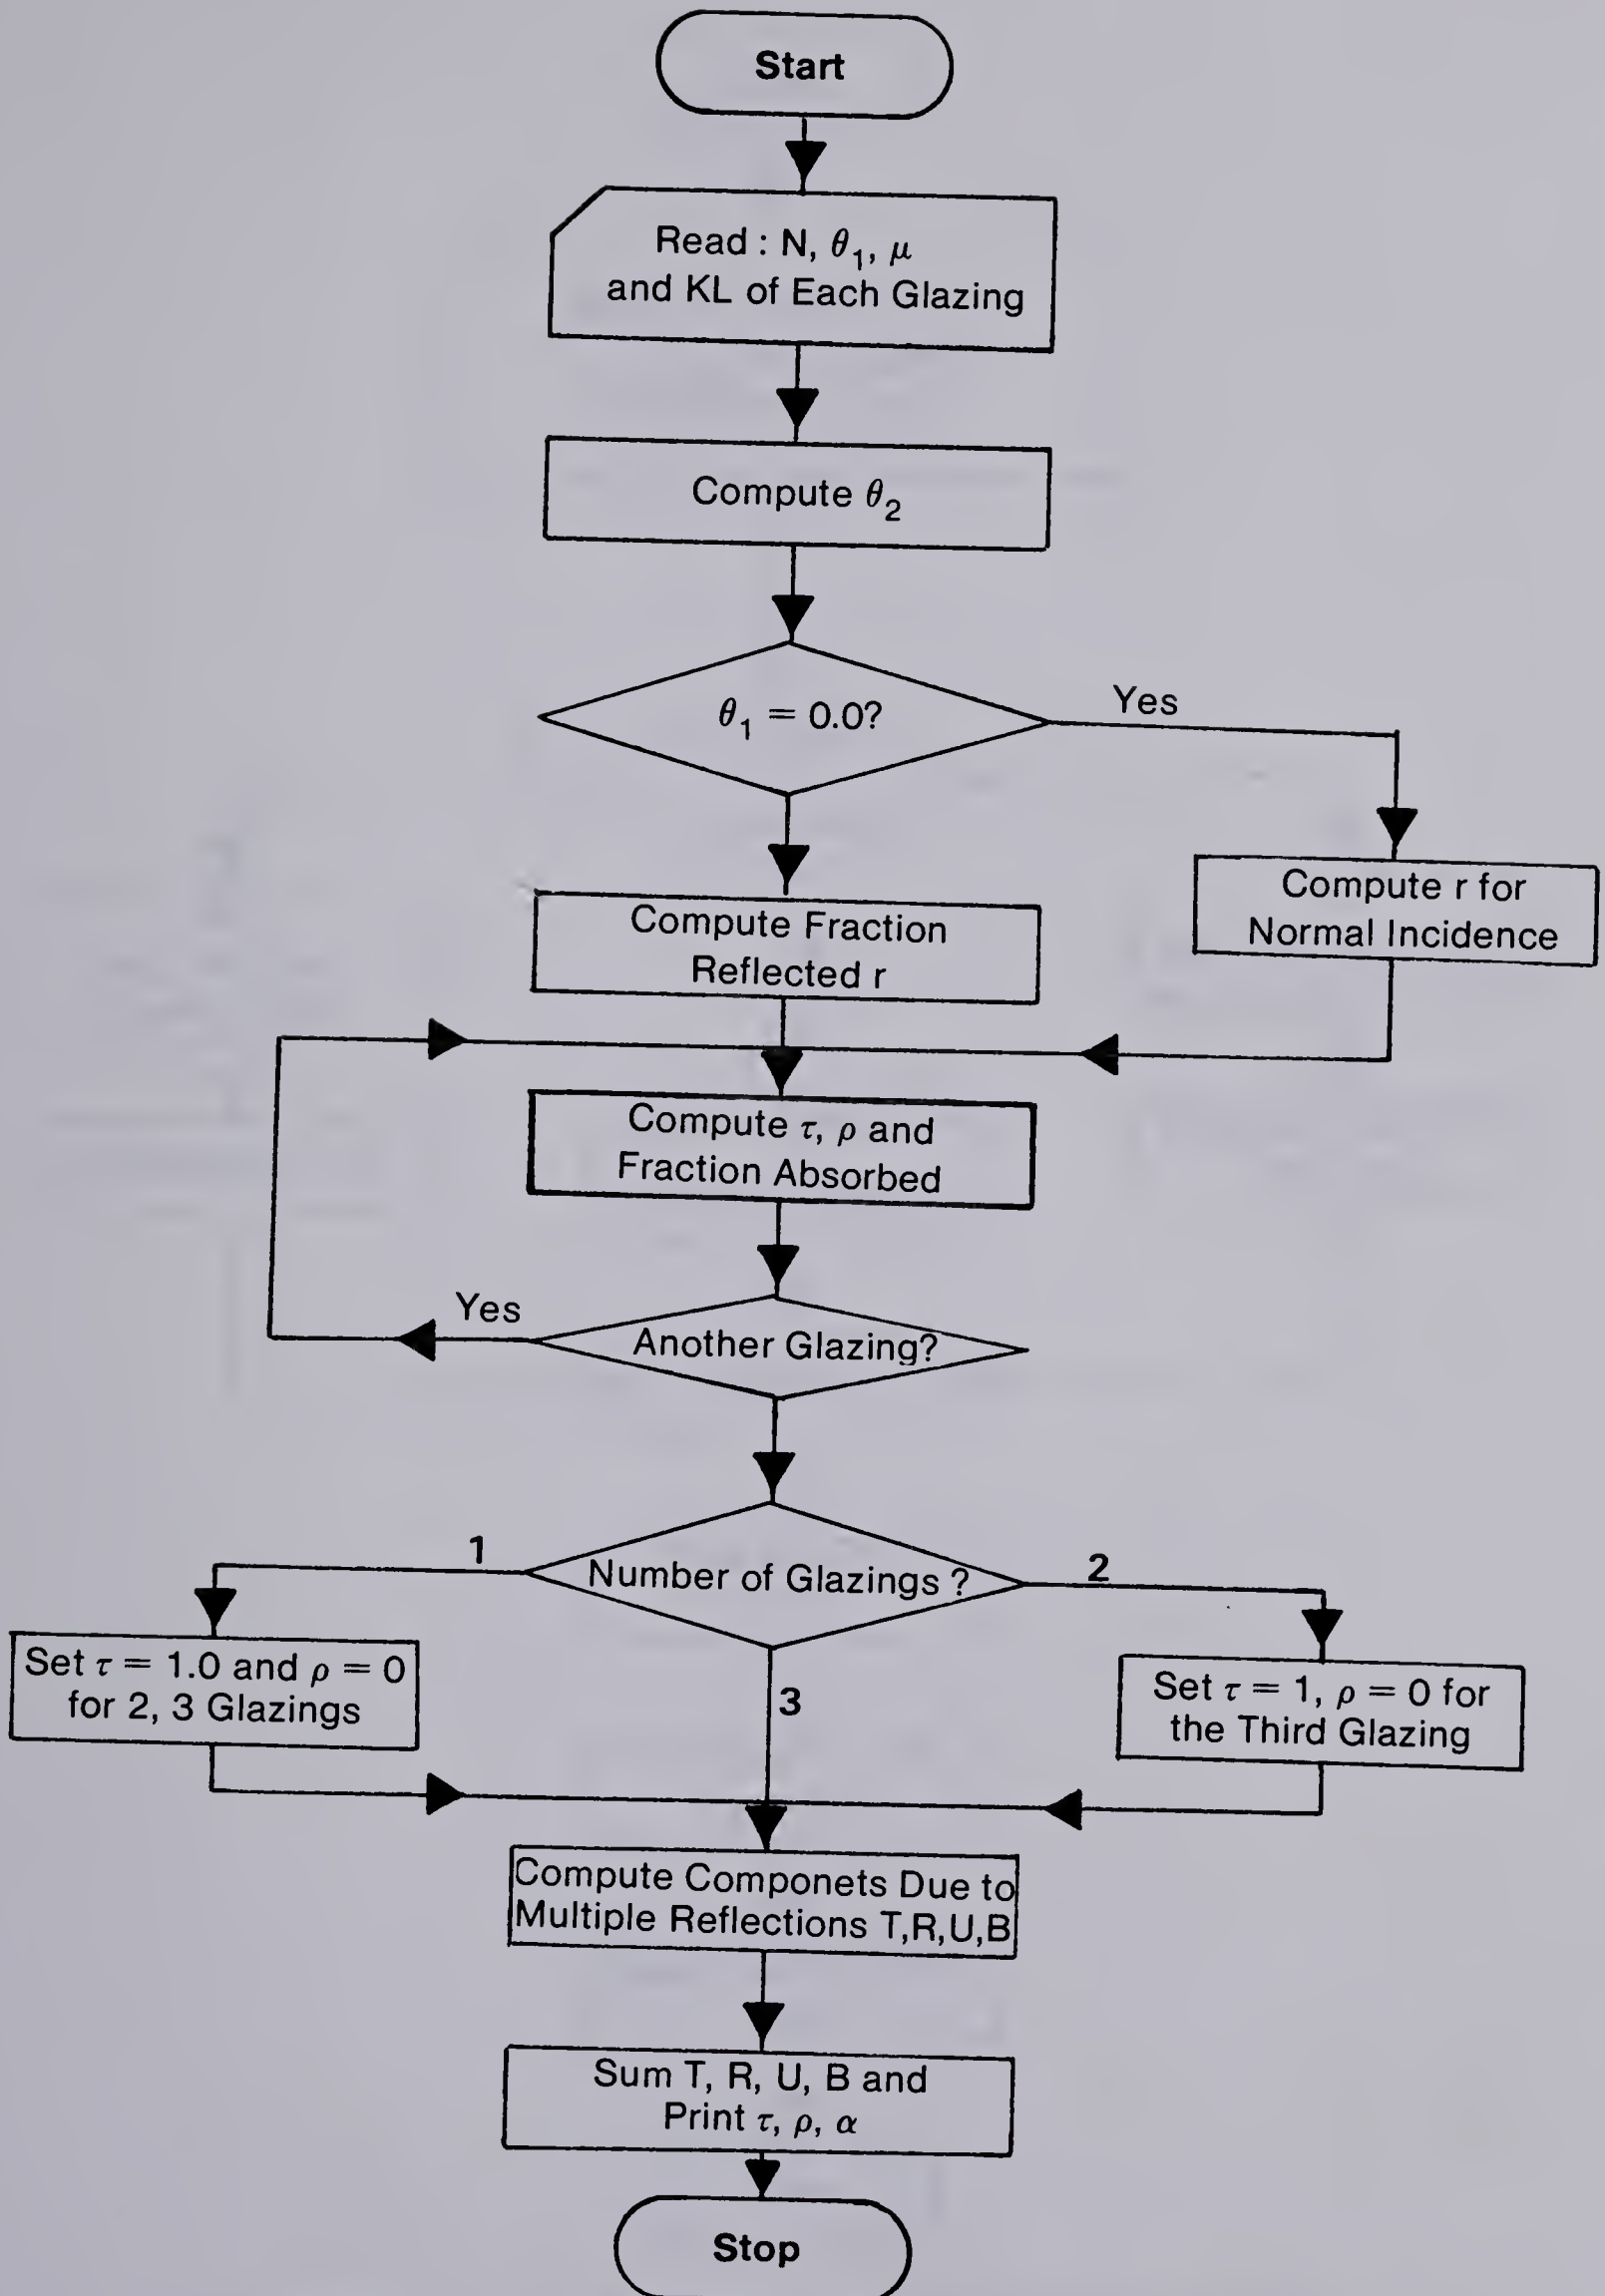 Start
Read : N, θ₁, μ
and KL of Each Glazing
Compute θ₂
θ₁ = 0.0?
Yes
Compute r for
Normal Incidence
Compute Fraction
Reflected r
Compute τ, ρ and
Fraction Absorbed
Yes
Another Glazing?
1
Number of Glazings ?
2
Set τ = 1.0 and ρ = 0
for 2, 3 Glazings
3
Set τ = 1, ρ = 0 for
the Third Glazing
Compute Componets Due to
Multiple Reflections T,R,U,B
Sum T, R, U, B and
Print τ, ρ, α
Stop